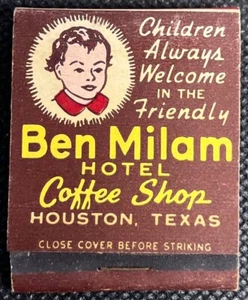 Children
Always
Welcome
IN THE
Friendly
Ben Milam
HOTEL
Coffee Shop
HOUSTON, TEXAS
CLOSE COVER BEFORE STRIKING